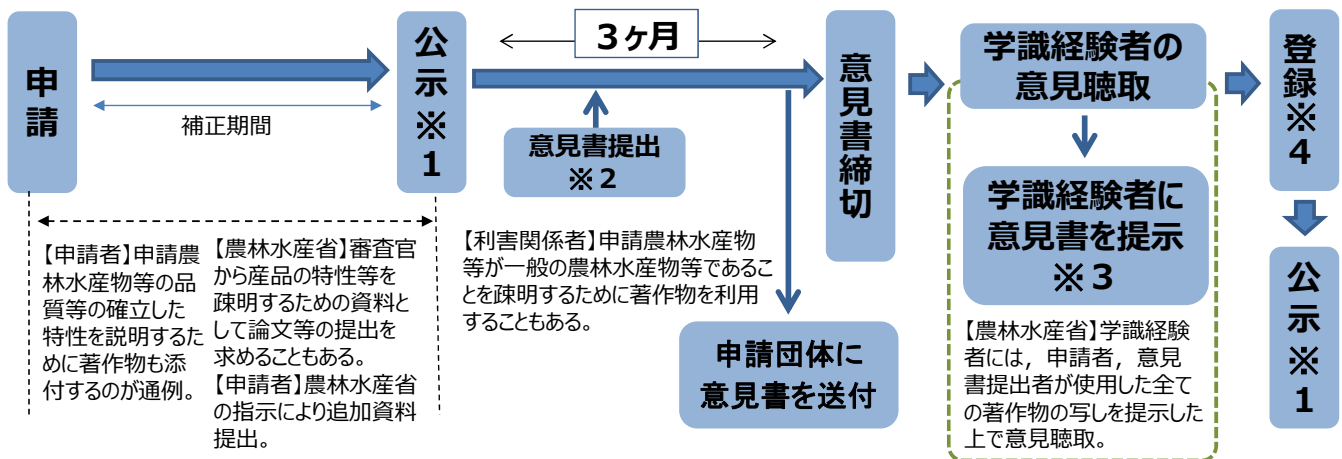 申請
補正期間
公示※1
3ヶ月
意見書提出
※2
意見書締切
学識経験者の
意見聴取
学識経験者に
意見書を提示
※3
登録※4
公示※1
【申請者】申請農
林水産物等の品
質等の確立した
特性を説明するた
めに著作物も添
付するのが通例。
【農林水産省】審査官
から産品の特性等を
疎明するための資料と
して論文等の提出を
求めることもある。
【申請者】農林水産省
の指示により追加資料
提出。
【利害関係者】申請農林水産物
等が一般の農林水産物等であるこ
とを疎明するために著作物を利用
することもある。
申請団体に
意見書を送付
【農林水産省】学識経験
者には，申請者，意見
書提出者が使用した全て
の著作物の写しを提示した
上で意見聴取。